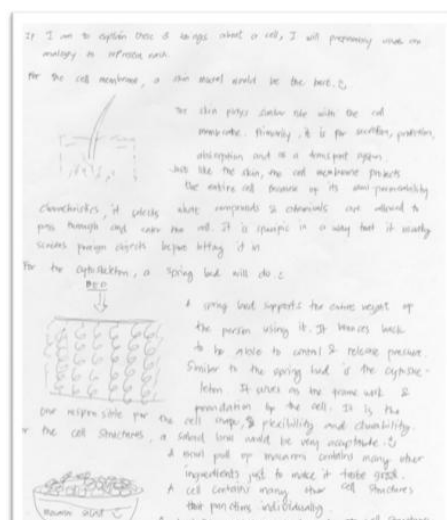 If I am to explain these 3 things about a cell, I will preferably use an
analogy to represent each.
For the cell membrane, a skin model would be the best.
The skin plays similar role with the cell
membrane. Primarily, it is for secretion, protection,
absorption and as a transport system.
Just like the skin, the cell membrane protects
the entire cell because of its semi-permeability
characteristics, it selects what compounds & chemicals are allowed to
pass through and enter the cell. It is specific in a way that it
screens foreign objects before letting it in
For the cytoskeleton, a spring bed will do
BED
A spring bed supports the entire weight of
the person using it. It bounces back
to be able to control & release pressure.
Similar to the spring bed is the cytoske-
leton. It serves as the frame work &
foundation of the cell. It is the
one responsible for the cell shape, flexibility and durability.
the cell structures, a salad bowl would be very acceptable.
A bowl full of macaroni contains many other
ingredients just to make it taste good.
A cell contains many other cell structures
that functions individually.
macaroni salad
cell structures